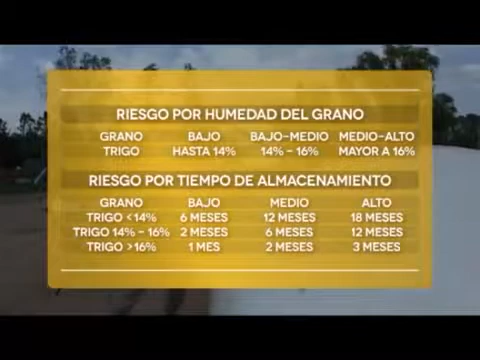 RIESGO POR HUMEDAD DEL GRANO
GRANO BAJO BAJO-MEDIO MEDIO-ALTO
TRIGO HASTA 14% 14% - 16% MAYOR A 16%
RIESGO POR TIEMPO DE ALMACENAMIENTO
GRANO BAJO MEDIO ALTO
TRIGO <14% 6 MESES 12 MESES 18 MESES
TRIGO 14% - 16% 2 MESES 6 MESES 12 MESES
TRIGO >16% 1 MES 2 MESES 3 MESES